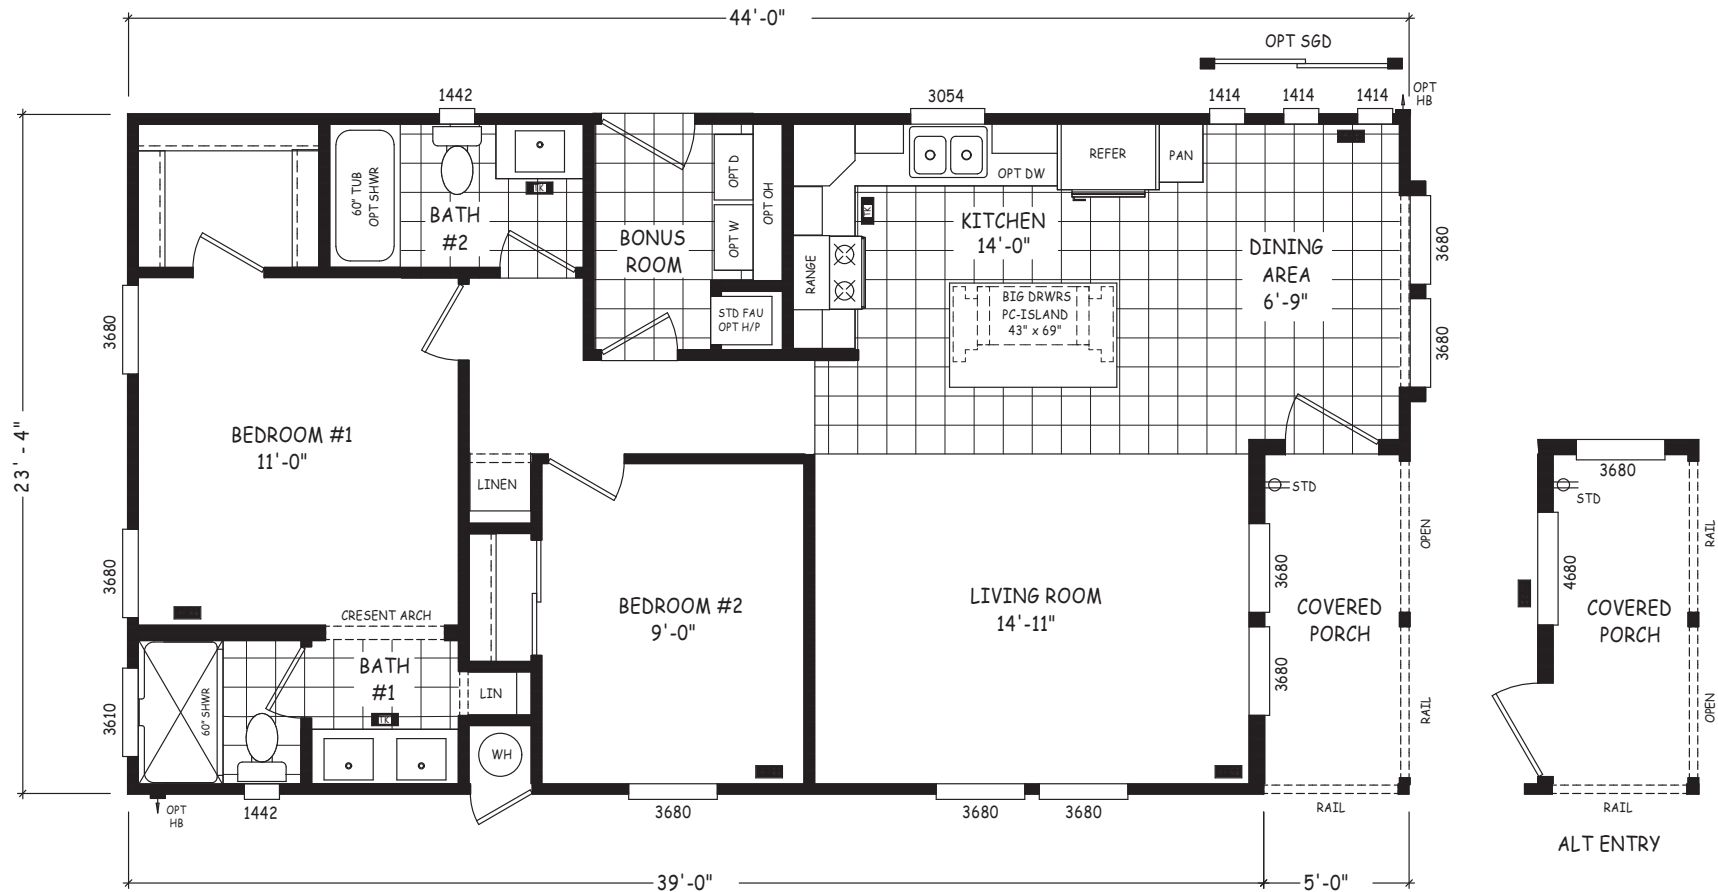 44'-0"
OPT SGD
OPT
HB
1442
3054
1414
1414
1414
60" TUB
OPT SHWR
BATH
#2
TK
BONUS
ROOM
OPT D
OPT W
OPT OH
STD FAU
OPT H/P
OPT DW
REFER
PAN
TK
RANGE
KITCHEN
14'-0"
BIG DRWRS
PC-ISLAND
43" x 69"
DINING
AREA
6'-9"
3680
3680
3680
3680
23' - 4"
BEDROOM #1
11'-0"
LINEN
CRESENT ARCH
BATH
#1
TK
60" SHWR
3610
LIN
WH
OPT
HB
1442
BEDROOM #2
9'-0"
3680
LIVING ROOM
14'-11"
3680
3680
3680
3680
STD
COVERED
PORCH
OPEN
RAIL
RAIL
3680
STD
4680
COVERED
PORCH
RAIL
OPEN
RAIL
ALT ENTRY
39'-0"
5'-0"